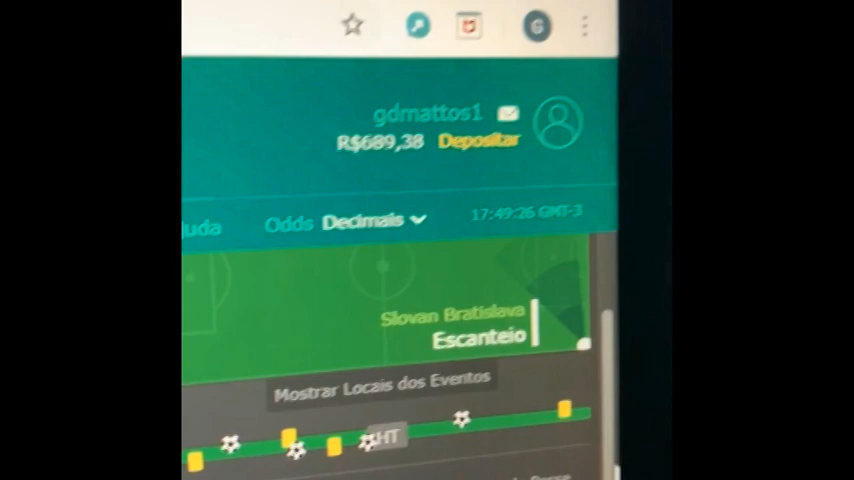 G
gdmattos1
R$689,38 Depositar
juda Odds Decimais 17:49:26 GMT-3
Slovan Bratislava
Escanteio
Mostrar Locais dos Eventos
HT